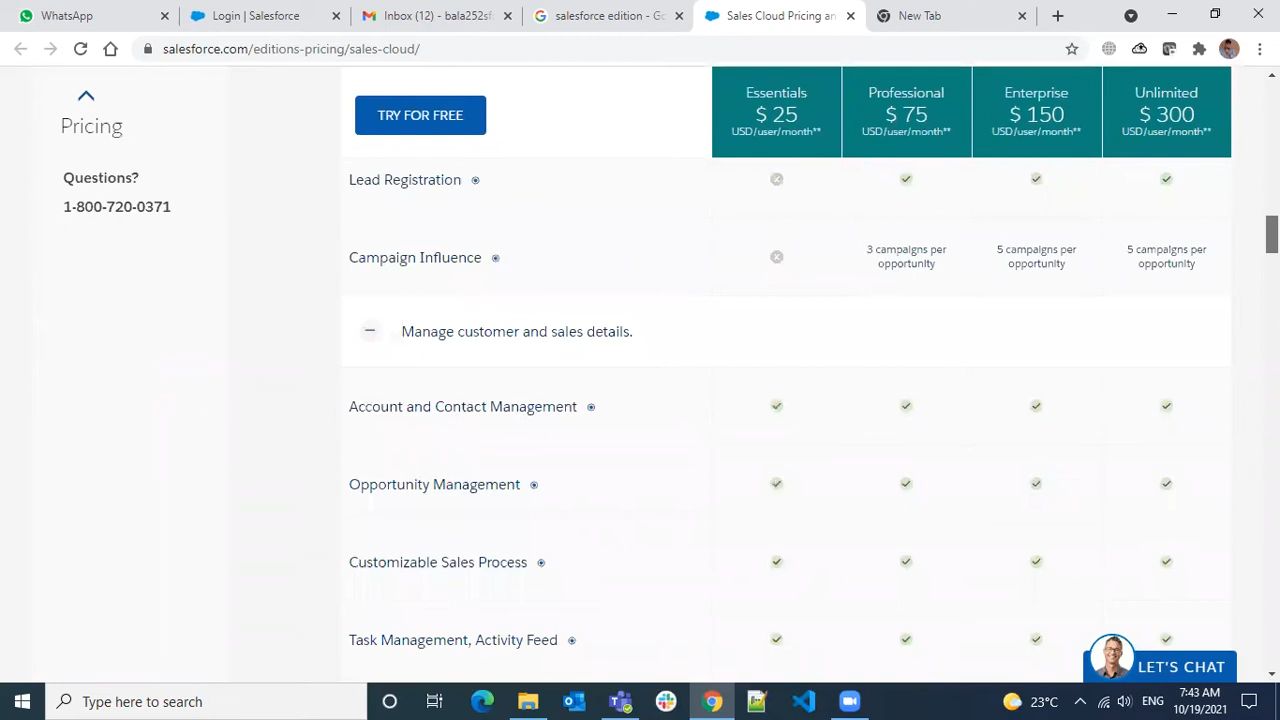 WhatsApp
Login | Salesforce
Inbox (12) - bala252sf
salesforce edition - Go
Sales Cloud Pricing an
New Tab
salesforce.com/editions-pricing/sales-cloud/
Pricing
Questions?
1-800-720-0371
TRY FOR FREE
Essentials
$ 25
USD/user/month**
Professional
$ 75
USD/user/month**
Enterprise
$ 150
USD/user/month**
Unlimited
$ 300
USD/user/month**
Lead Registration
Campaign Influence
3 campaigns per
opportunity
5 campaigns per
opportunity
5 campaigns per
opportunity
Manage customer and sales details.
Account and Contact Management
Opportunity Management
Customizable Sales Process
Task Management, Activity Feed
LET'S CHAT
Type here to search
23°C
ENG
7:43 AM
10/19/2021